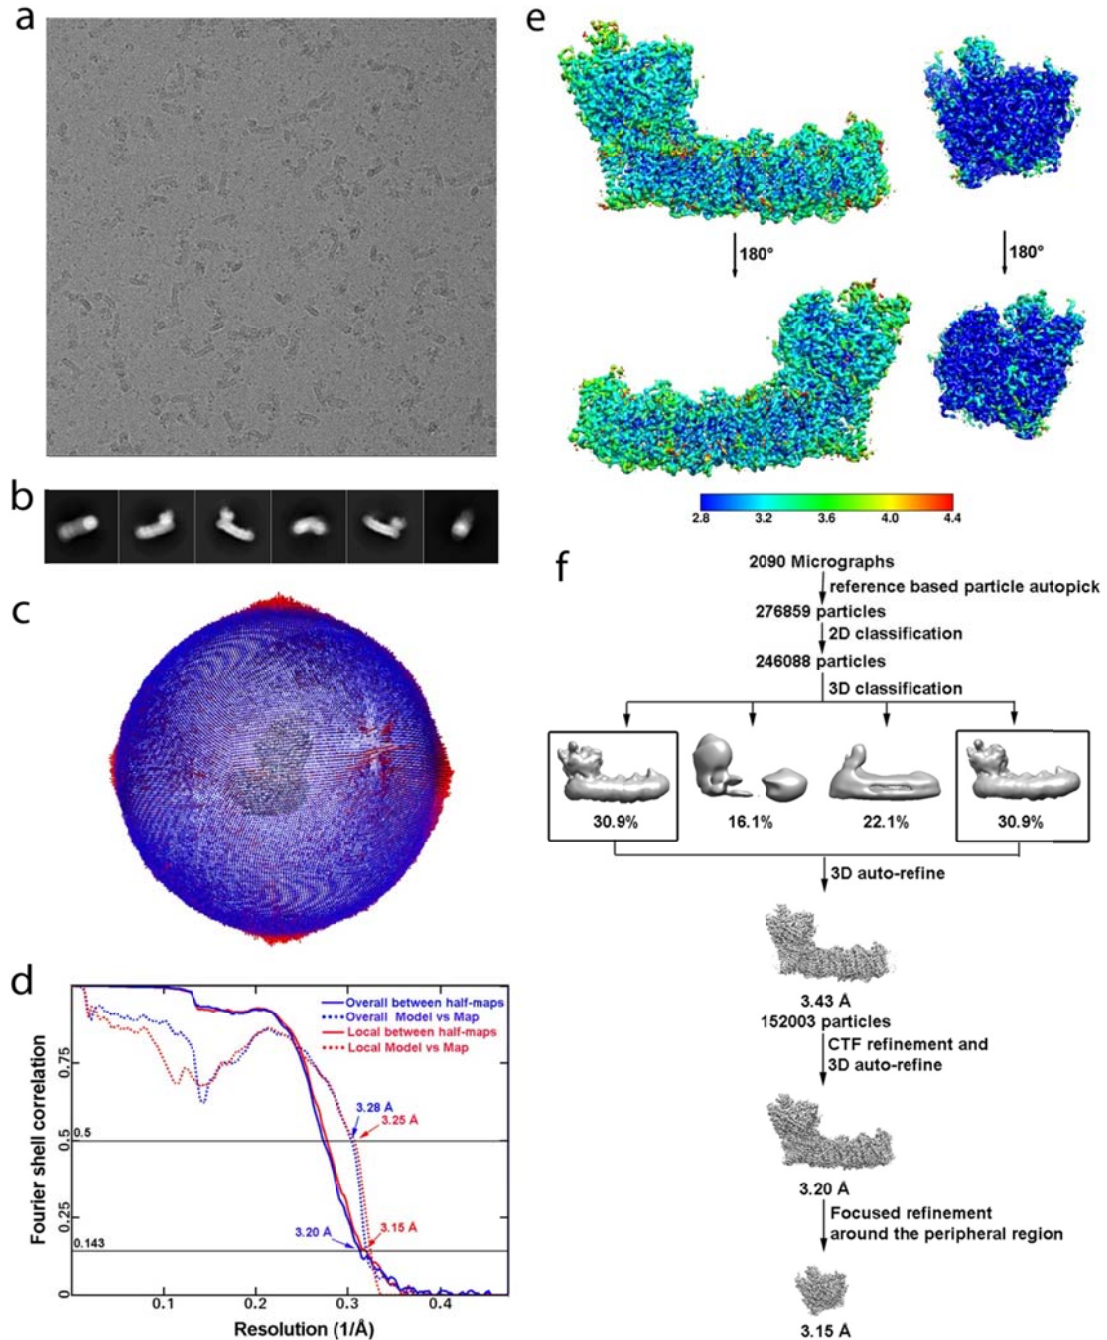 a
b
c
d
Overall between half-maps
Overall Model vs Map
Local between half-maps
Local Model vs Map
0.75
3.28 Å
3.25 Å
0.5
0.5
0.25
3.20 Å
3.15 Å
0.143
0
0.1
0.2
0.3
0.4
Fourier shell correlation
Resolution (1/Å)
e
180°
180°
2.8
3.2
3.6
4.0
4.4
f
2090 Micrographs
reference based particle autopick
276859 particles
2D classification
246088 particles
3D classification
30.9%
16.1%
22.1%
30.9%
3D auto-refine
3.43 Å
152003 particles
CTF refinement and
3D auto-refine
3.20 Å
Focused refinement
around the peripheral region
3.15 Å